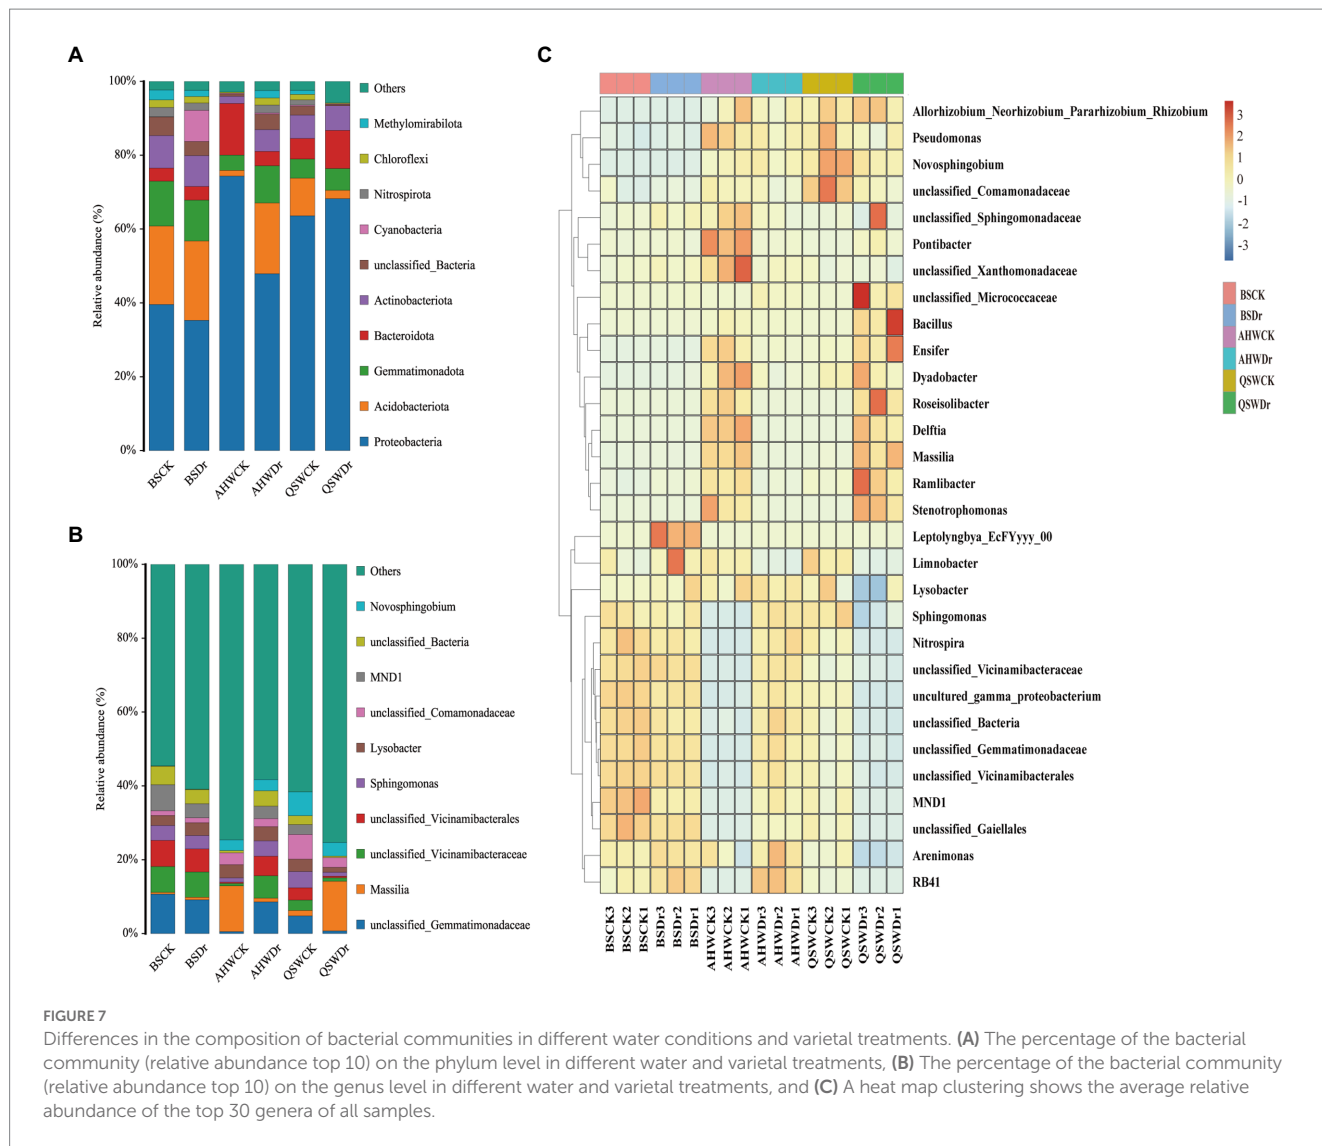 A
100%
80%
60%
40%
20%
0%
Relative abundance (%)
BSCK
BSDr
AHWCK
AHWDr
QSWCK
QSWDr
Others
Methylomirabilota
Chloroflexi
Nitrospirota
Cyanobacteria
unclassified_Bacteria
Actinobacteriota
Bacteroidota
Gemmatimonadota
Acidobacteriota
Proteobacteria
B
100%
80%
60%
40%
20%
0%
Relative abundance (%)
BSCK
BSDr
AHWCK
AHWDr
QSWCK
QSWDr
Others
Novosphingobium
unclassified_Bacteria
MND1
unclassified_Comamonadaceae
Lysobacter
Sphingomonas
unclassified_Vicinamibacterales
unclassified_Vicinamibacteraceae
Massilia
unclassified_Gemmatimonadaceae
C
Allorhizobium_Neorhizobium_Pararhizobium_Rhizobium
Pseudomonas
Novosphingobium
unclassified_Comamonadaceae
unclassified_Sphingomonadaceae
Pontibacter
unclassified_Xanthomonadaceae
unclassified_Micrococcaceae
Bacillus
Ensifer
Dyadobacter
Roseisolibacter
Delftia
Massilia
Ramlibacter
Stenotrophomonas
Leptolyngbya_EcFYyyy_00
Limnobacter
Lysobacter
Sphingomonas
Nitrospira
unclassified_Vicinamibacteraceae
uncultured_gamma_proteobacterium
unclassified_Bacteria
unclassified_Gemmatimonadaceae
unclassified_Vicinamibacterales
MND1
unclassified_Gaiellales
Arenimonas
RB41
BSCK3
BSCK2
BSCK1
BSDr3
BSDr2
BSDr1
AHWCK3
AHWCK2
AHWCK1
AHWDr3
AHWDr2
AHWDr1
QSWCK3
QSWCK2
QSWCK1
QSWDr3
QSWDr2
QSWDr1
3
2
1
0
-1
-2
-3
BSCK
BSDr
AHWCK
AHWDr
QSWCK
QSWDr
FIGURE 7
Differences in the composition of bacterial communities in different water conditions and varietal treatments. (A) The percentage of the bacterial
community (relative abundance top 10) on the phylum level in different water and varietal treatments, (B) The percentage of the bacterial community
(relative abundance top 10) on the genus level in different water and varietal treatments, and (C) A heat map clustering shows the average relative
abundance of the top 30 genera of all samples.